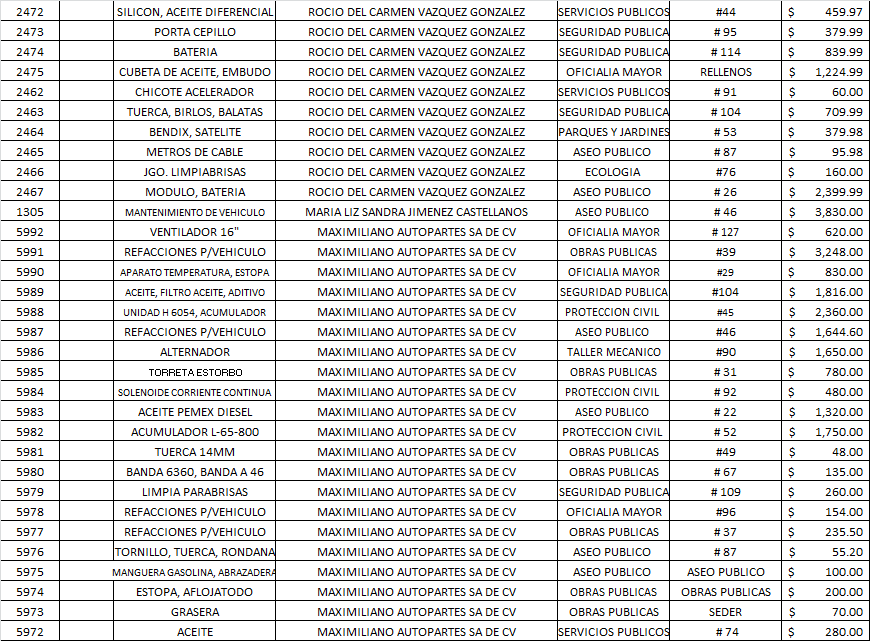 2472 SILICON, ACEITE DIFERENCIAL ROCIO DEL CARMEN VAZQUEZ GONZALEZ SERVICIOS PUBLICOS #44 $ 459.97
2473 PORTA CEPILLO ROCIO DEL CARMEN VAZQUEZ GONZALEZ SEGURIDAD PUBLICA # 95 $ 379.99
2474 BATERIA ROCIO DEL CARMEN VAZQUEZ GONZALEZ SEGURIDAD PUBLICA # 114 $ 839.99
2475 CUBETA DE ACEITE, EMBUDO ROCIO DEL CARMEN VAZQUEZ GONZALEZ OFICIALIA MAYOR RELLENOS $ 1,224.99
2462 CHICOTE ACELERADOR ROCIO DEL CARMEN VAZQUEZ GONZALEZ SERVICIOS PUBLICOS # 91 $ 60.00
2463 TUERCA, BIRLOS, BALATAS ROCIO DEL CARMEN VAZQUEZ GONZALEZ SEGURIDAD PUBLICA # 104 $ 709.99
2464 BENDIX, SATELITE ROCIO DEL CARMEN VAZQUEZ GONZALEZ PARQUES Y JARDINES # 53 $ 379.98
2465 METROS DE CABLE ROCIO DEL CARMEN VAZQUEZ GONZALEZ ASEO PUBLICO # 87 $ 95.98
2466 JGO. LIMPIABRISAS ROCIO DEL CARMEN VAZQUEZ GONZALEZ ECOLOGIA #76 $ 160.00
2467 MODULO, BATERIA ROCIO DEL CARMEN VAZQUEZ GONZALEZ ASEO PUBLICO # 26 $ 2,399.99
1305 MANTENIMIENTO DE VEHICULO MARIA LIZ SANDRA JIMENEZ CASTELLANOS ASEO PUBLICO # 46 $ 3,830.00
5992 VENTILADOR 16" MAXIMILIANO AUTOPARTES SA DE CV OFICIALIA MAYOR # 127 $ 620.00
5991 REFACCIONES P/VEHICULO MAXIMILIANO AUTOPARTES SA DE CV OBRAS PUBLICAS #39 $ 3,248.00
5990 APARATO TEMPERATURA, ESTOPA MAXIMILIANO AUTOPARTES SA DE CV OFICIALIA MAYOR #29 $ 830.00
5989 ACEITE, FILTRO ACEITE, ADITIVO MAXIMILIANO AUTOPARTES SA DE CV SEGURIDAD PUBLICA #104 $ 1,816.00
5988 UNIDAD H 6054, ACUMULADOR MAXIMILIANO AUTOPARTES SA DE CV PROTECCION CIVIL #45 $ 2,360.00
5987 REFACCIONES P/VEHICULO MAXIMILIANO AUTOPARTES SA DE CV ASEO PUBLICO #46 $ 1,644.60
5986 ALTERNADOR MAXIMILIANO AUTOPARTES SA DE CV TALLER MECANICO #90 $ 1,650.00
5985 TORRETA ESTORBO MAXIMILIANO AUTOPARTES SA DE CV OBRAS PUBLICAS # 31 $ 780.00
5984 SOLENOIDE CORRIENTE CONTINUA MAXIMILIANO AUTOPARTES SA DE CV PROTECCION CIVIL # 92 $ 480.00
5983 ACEITE PEMEX DIESEL MAXIMILIANO AUTOPARTES SA DE CV ASEO PUBLICO # 22 $ 1,320.00
5982 ACUMULADOR L-65-800 MAXIMILIANO AUTOPARTES SA DE CV PROTECCION CIVIL # 52 $ 1,750.00
5981 TUERCA 14MM MAXIMILIANO AUTOPARTES SA DE CV OBRAS PUBLICAS #49 $ 48.00
5980 BANDA 6360, BANDA A 46 MAXIMILIANO AUTOPARTES SA DE CV OBRAS PUBLICAS # 67 $ 135.00
5979 LIMPIA PARABRISAS MAXIMILIANO AUTOPARTES SA DE CV SEGURIDAD PUBLICA # 109 $ 260.00
5978 REFACCIONES P/VEHICULO MAXIMILIANO AUTOPARTES SA DE CV OFICIALIA MAYOR #96 $ 154.00
5977 REFACCIONES P/VEHICULO MAXIMILIANO AUTOPARTES SA DE CV OBRAS PUBLICAS # 37 $ 235.50
5976 TORNILLO, TUERCA, RONDANA MAXIMILIANO AUTOPARTES SA DE CV ASEO PUBLICO # 87 $ 55.20
5975 MANGUERA GASOLINA, ABRAZADERA MAXIMILIANO AUTOPARTES SA DE CV ASEO PUBLICO ASEO PUBLICO $ 100.00
5974 ESTOPA, AFLOJATODO MAXIMILIANO AUTOPARTES SA DE CV OBRAS PUBLICAS OBRAS PUBLICAS $ 200.00
5973 GRASERA MAXIMILIANO AUTOPARTES SA DE CV OBRAS PUBLICAS SEDER $ 70.00
5972 ACEITE MAXIMILIANO AUTOPARTES SA DE CV SERVICIOS PUBLICOS # 74 $ 280.00